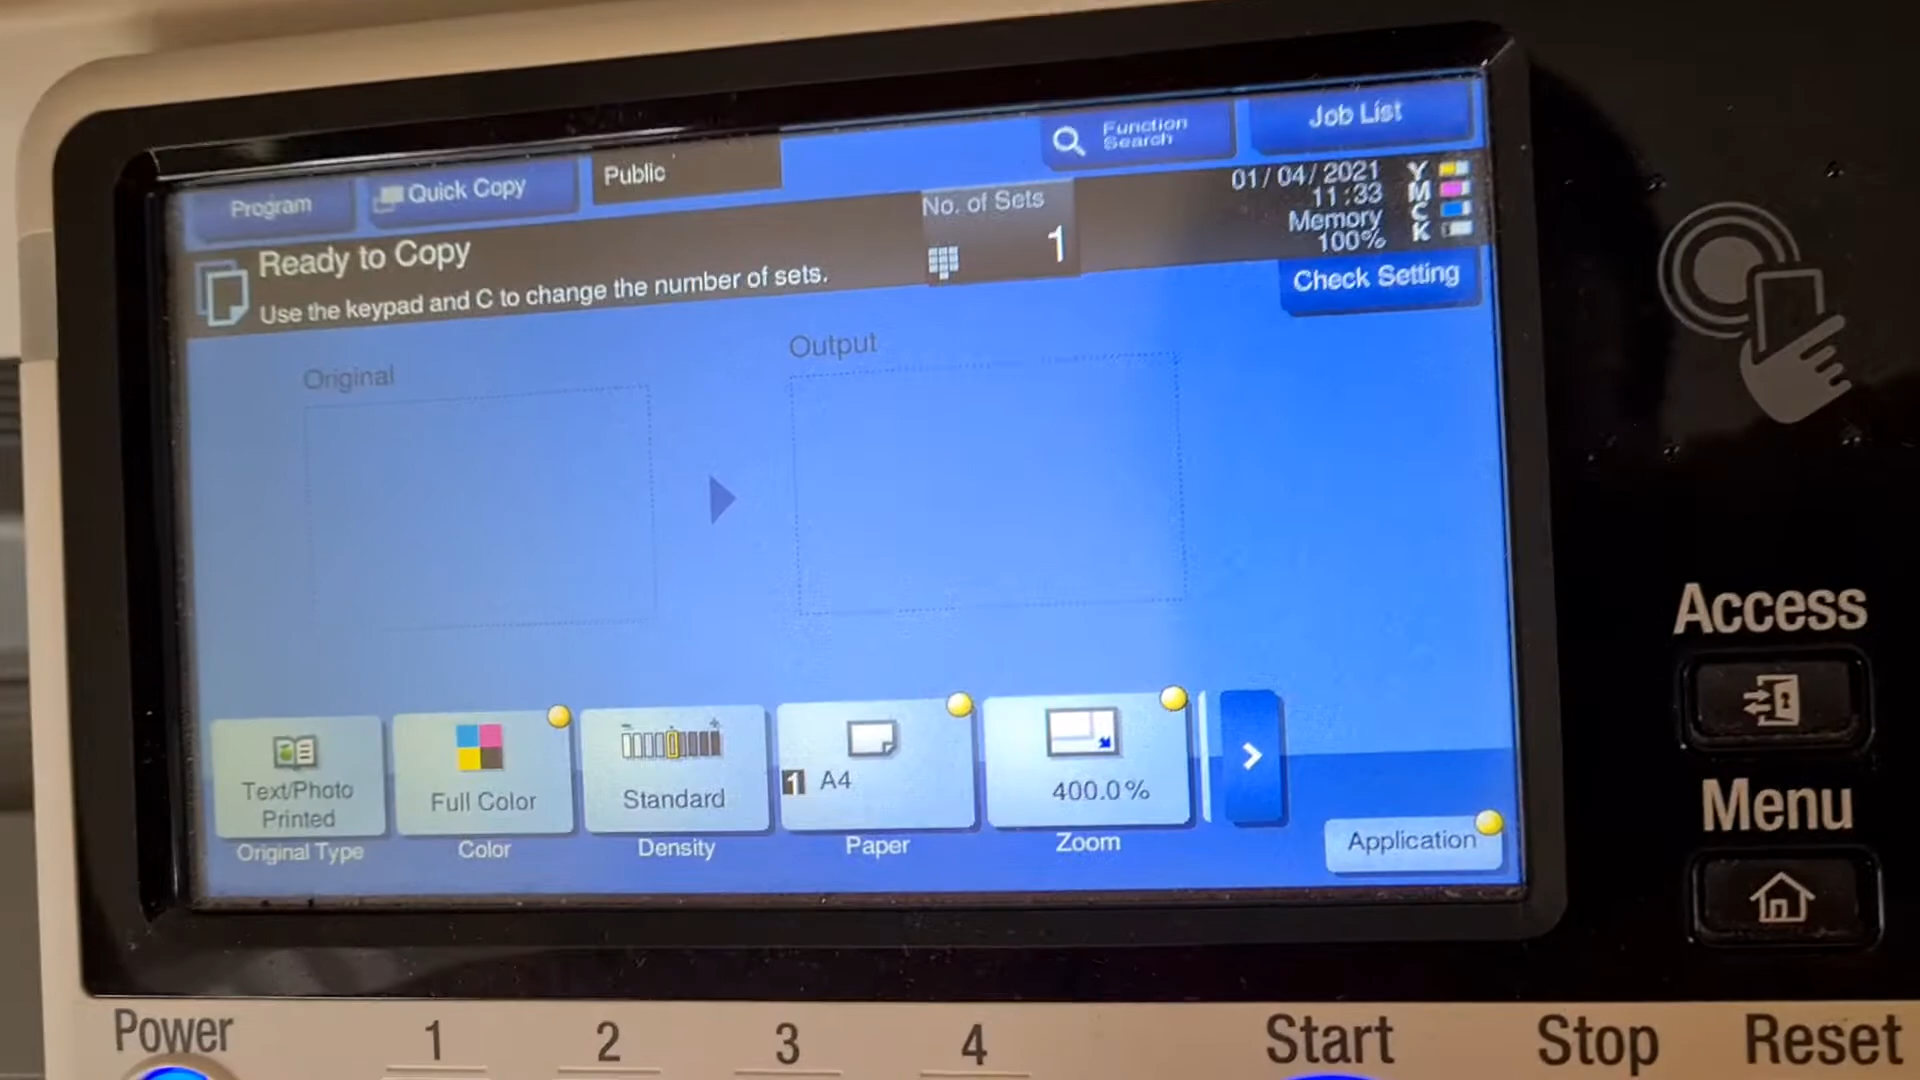 Program
Quick Copy
Public
Function
Search
Job List
Ready to Copy
Use the keypad and C to change the number of sets.
No. of Sets
1
01/04/2021
11:33
Memory
100%
Y
M
C
K
Check Setting
Original
Output
Text/Photo
Printed
Original Type
Full Color
Color
Standard
Density
1 A4
Paper
400.0%
Zoom
Application
Access
Menu
Power
1
2
3
4
Start
Stop
Reset